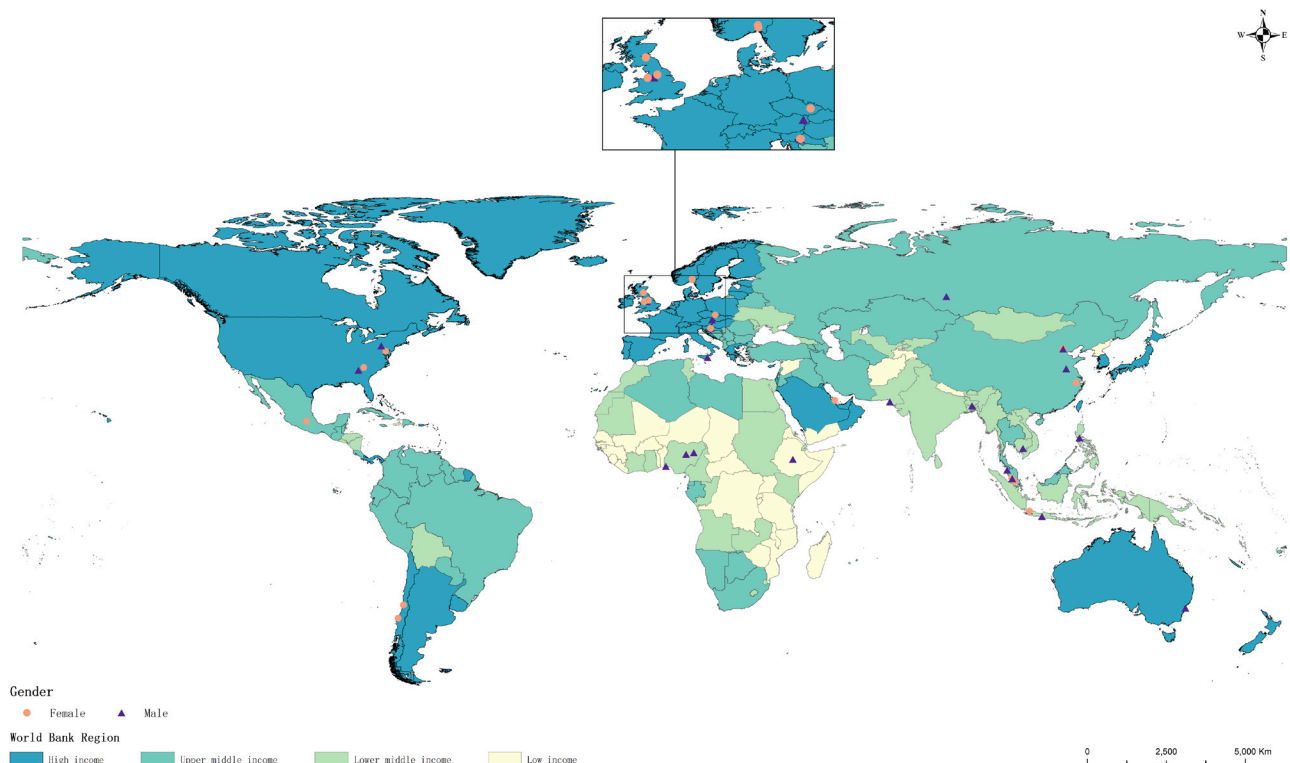 N
W E
S
Gender
Female Male
World Bank Region
High income Upper middle income Lower middle income Low income
0 2,500 5,000 Km